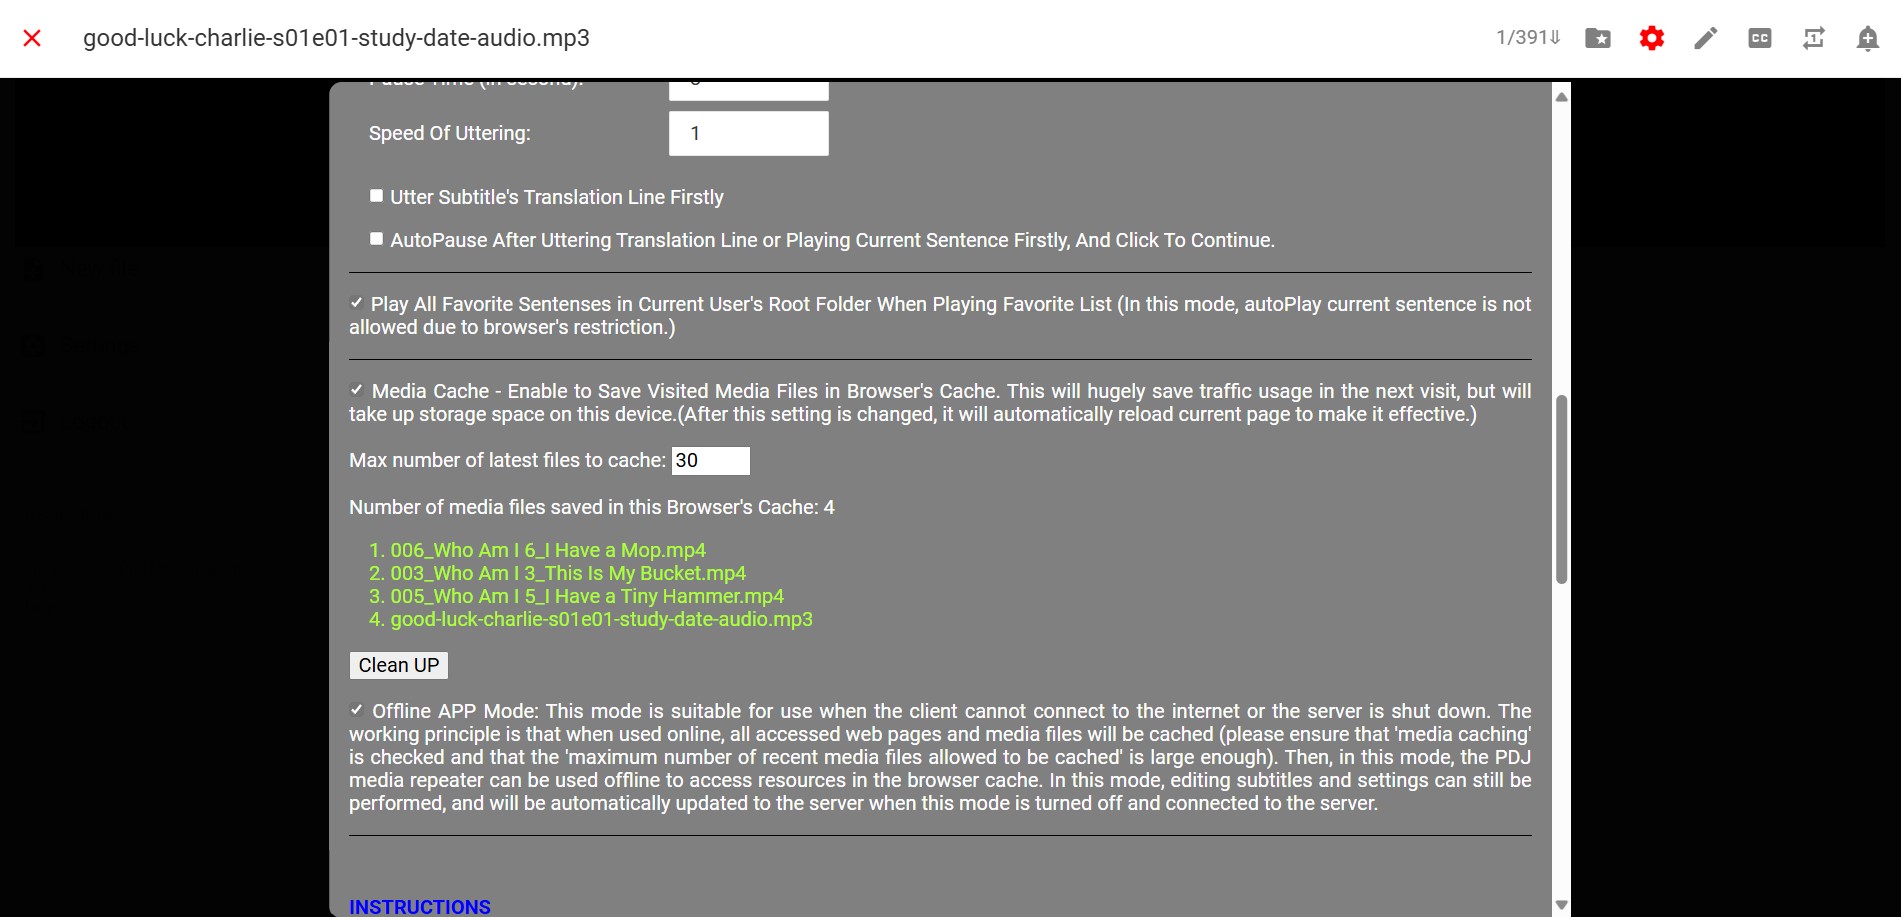 good-luck-charlie-s01e01-study-date-audio.mp3
1/391⇓
CC
1
Pause Time (in second):
Speed Of Uttering:
1
Utter Subtitle's Translation Line Firstly
AutoPause After Uttering Translation Line or Playing Current Sentence Firstly, And Click To Continue.
Play All Favorite Sentenses in Current User's Root Folder When Playing Favorite List (In this mode, autoPlay current sentence is not
allowed due to browser's restriction.)
Media Cache - Enable to Save Visited Media Files in Browser's Cache. This will hugely save traffic usage in the next visit, but will
take up storage space on this device.(After this setting is changed, it will automatically reload current page to make it effective.)
Max number of latest files to cache: 30
Number of media files saved in this Browser's Cache: 4
1. 006_Who Am I 6_I Have a Mop.mp4
2. 003_Who Am I 3_This Is My Bucket.mp4
3. 005_Who Am I 5_I Have a Tiny Hammer.mp4
4. good-luck-charlie-s01e01-study-date-audio.mp3
Clean UP
Offline APP Mode: This mode is suitable for use when the client cannot connect to the internet or the server is shut down. The
working principle is that when used online, all accessed web pages and media files will be cached (please ensure that 'media caching'
is checked and that the 'maximum number of recent media files allowed to be cached' is large enough). Then, in this mode, the PDJ
media repeater can be used offline to access resources in the browser cache. In this mode, editing subtitles and settings can still be
performed, and will be automatically updated to the server when this mode is turned off and connected to the server.
INSTRUCTIONS